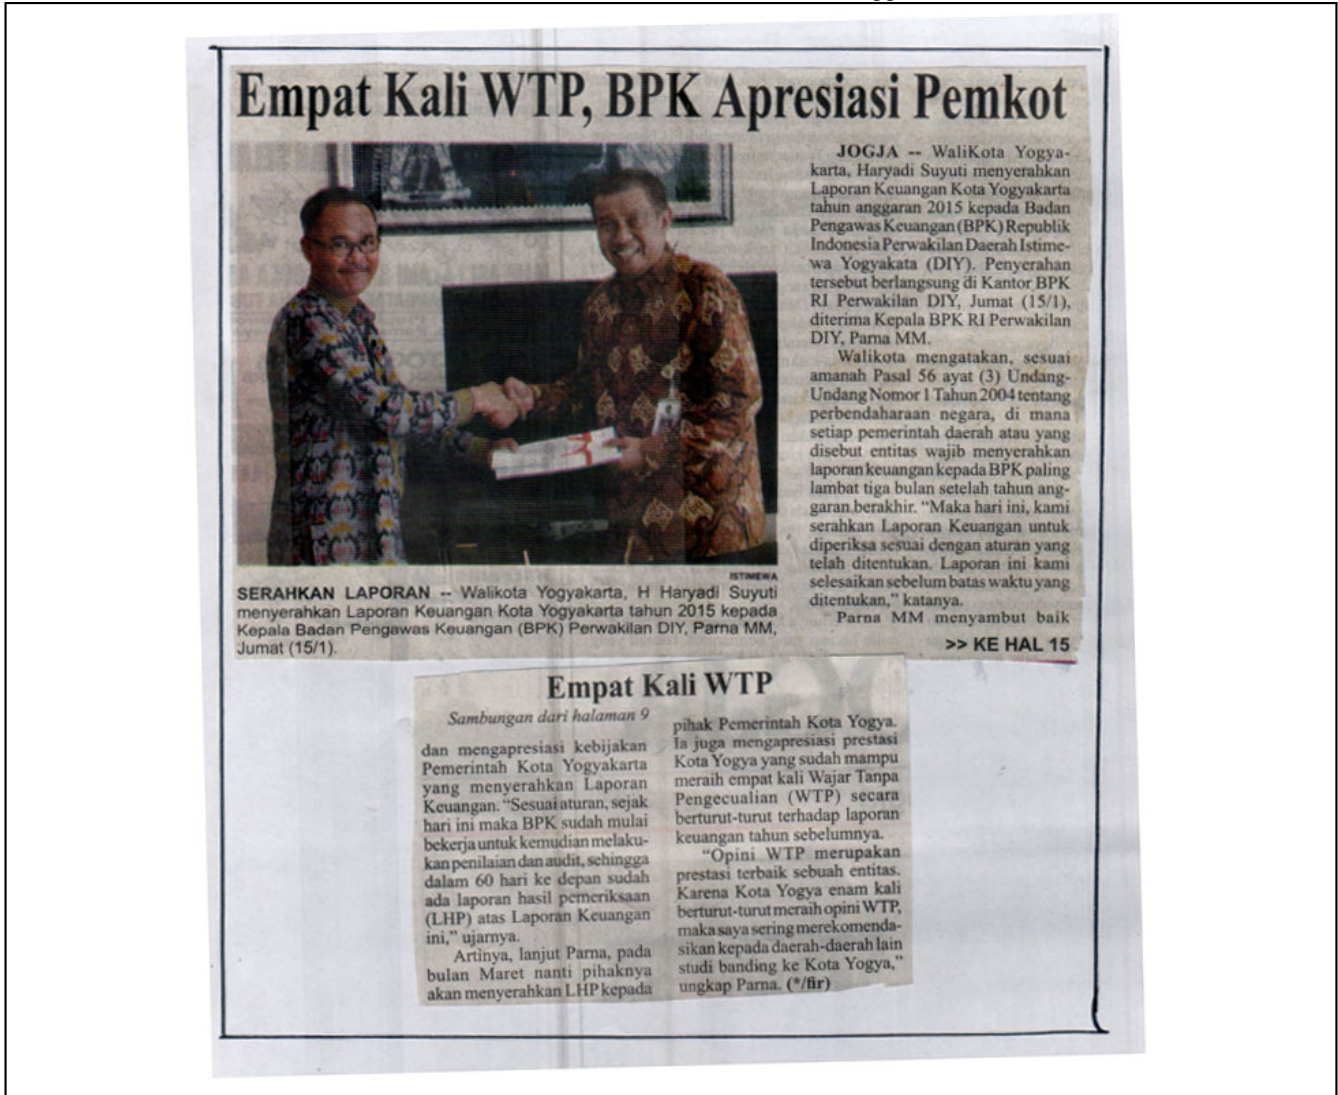 Empat Kali WTP, BPK Apresiasi Pemkot
ISTIMEWA
SERAHKAN LAPORAN -- Walikota Yogyakarta, H Haryadi Suyuti
menyerahkan Laporan Keuangan Kota Yogyakarta tahun 2015 kepada
Kepala Badan Pengawas Keuangan (BPK) Perwakilan DIY, Parna MM,
Jumat (15/1).
JOGJA -- WaliKota Yogya-
karta, Haryadi Suyuti menyerahkan
Laporan Keuangan Kota Yogyakarta
tahun anggaran 2015 kepada Badan
Pengawas Keuangan (BPK) Republik
Indonesia Perwakilan Daerah Istime-
wa Yogyakata (DIY). Penyerahan
tersebut berlangsung di Kantor BPK
RI Perwakilan DIY, Jumat (15/1),
diterima Kepala BPK RI Perwakilan
DIY, Parna MM.
Walikota mengatakan, sesuai
amanah Pasal 56 ayat (3) Undang-
Undang Nomor 1 Tahun 2004 tentang
perbendaharaan negara, di mana
setiap pemerintah daerah atau yang
disebut entitas wajib menyerahkan
laporan keuangan kepada BPK paling
lambat tiga bulan setelah tahun ang-
garan berakhir. “Maka hari ini, kami
serahkan Laporan Keuangan untuk
diperiksa sesuai dengan aturan yang
telah ditentukan. Laporan ini kami
selesaikan sebelum batas waktu yang
ditentukan,” katanya.
Parna MM menyambut baik
>> KE HAL 15
Empat Kali WTP
Sambungan dari halaman 9
dan mengapresiasi kebijakan
Pemerintah Kota Yogyakarta
yang menyerahkan Laporan
Keuangan. “Sesuai aturan, sejak
hari ini maka BPK sudah mulai
bekerja untuk kemudian melaku-
kan penilaian dan audit, sehingga
dalam 60 hari ke depan sudah
ada laporan hasil pemeriksaan
(LHP) atas Laporan Keuangan
ini,” ujarnya.
Artinya, lanjut Parna, pada
bulan Maret nanti pihaknya
akan menyerahkan LHP kepada
pihak Pemerintah Kota Yogya.
Ia juga mengapresiasi prestasi
Kota Yogya yang sudah mampu
meraih empat kali Wajar Tanpa
Pengecualian (WTP) secara
berturut-turut terhadap laporan
keuangan tahun sebelumnya.
“Opini WTP merupakan
prestasi terbaik sebuah entitas.
Karena Kota Yogya enam kali
berturut-turut meraih opini WTP,
maka saya sering merekomenda-
sikan kepada daerah-daerah lain
studi banding ke Kota Yogya,”
ungkap Parna. (*/fir)